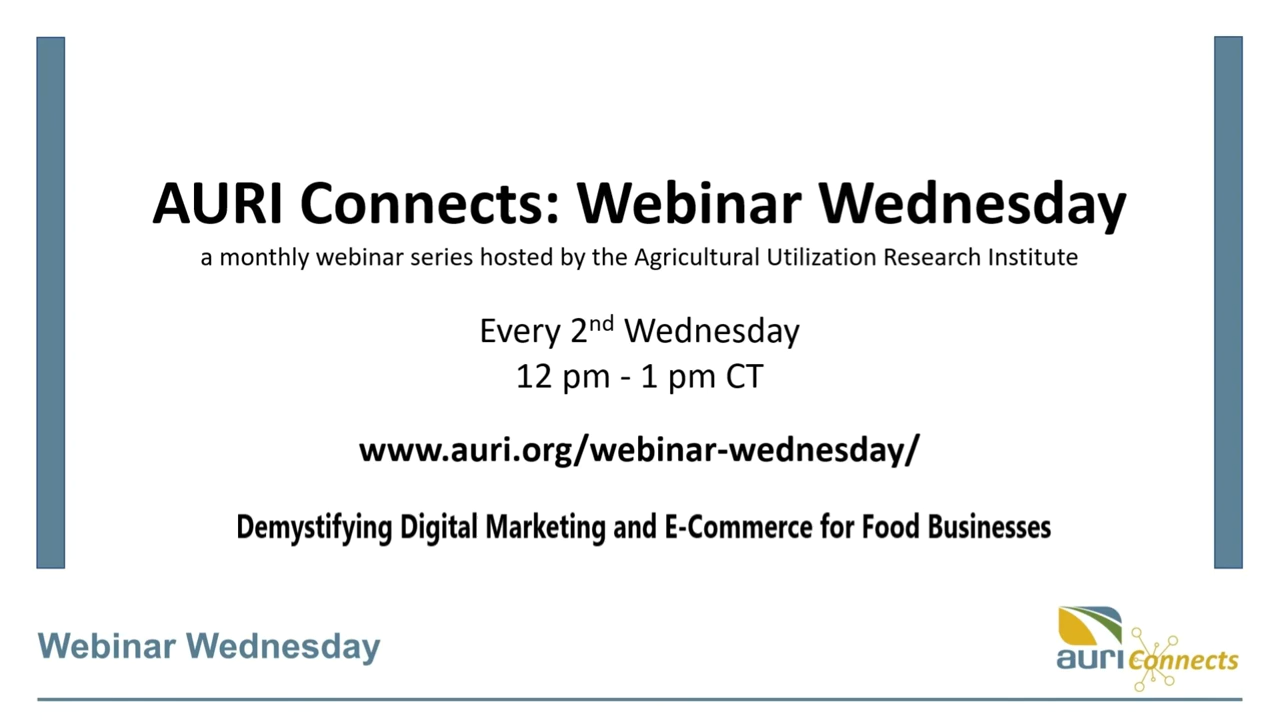 AURI Connects: Webinar Wednesday
a monthly webinar series hosted by the Agricultural Utilization Research Institute
Every 2nd Wednesday
12 pm - 1 pm CT
www.auri.org/webinar-wednesday/
Demystifying Digital Marketing and E-Commerce for Food Businesses
Webinar Wednesday
auri Connects